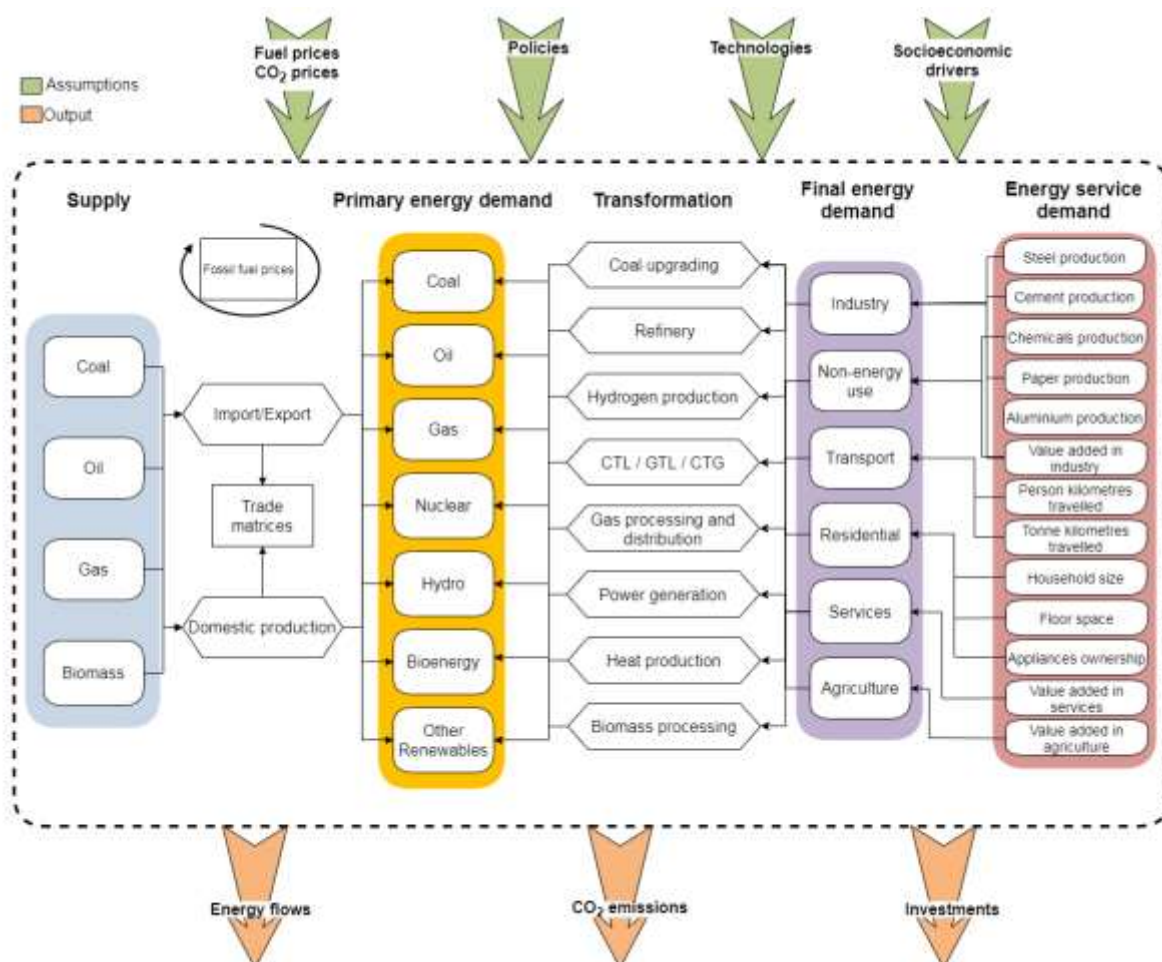 Fuel prices
CO2 prices
Policies
Technologies
Socioeconomic
drivers
Assumptions
Output
Supply
Primary energy demand
Transformation
Final energy
demand
Energy service
demand
Fossil fuel prices
Coal
Oil
Gas
Biomass
Import/Export
Trade
matrices
Domestic production
Coal
Oil
Gas
Nuclear
Hydro
Bioenergy
Other
Renewables
Coal upgrading
Refinery
Hydrogen production
CTL / GTL / CTG
Gas processing and
distribution
Power generation
Heat production
Biomass processing
Industry
Non-energy
use
Transport
Residential
Services
Agriculture
Steel production
Cement production
Chemicals production
Paper production
Aluminium production
Value added in
industry
Person kilometres
travelled
Tonne kilometres
travelled
Household size
Floor space
Appliances ownership
Value added in
services
Value added in
agriculture
Energy flows
CO2 emissions
Investments